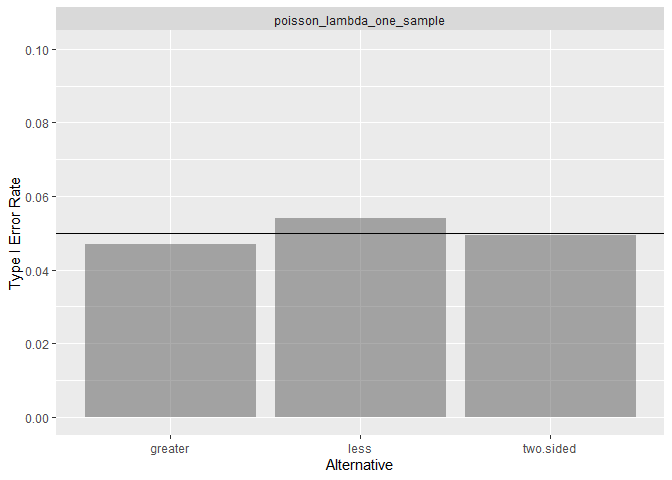 poisson_lambda_one_sample
Type I Error Rate
0.10
0.08
0.06
0.04
0.02
0.00
greater less two.sided
Alternative